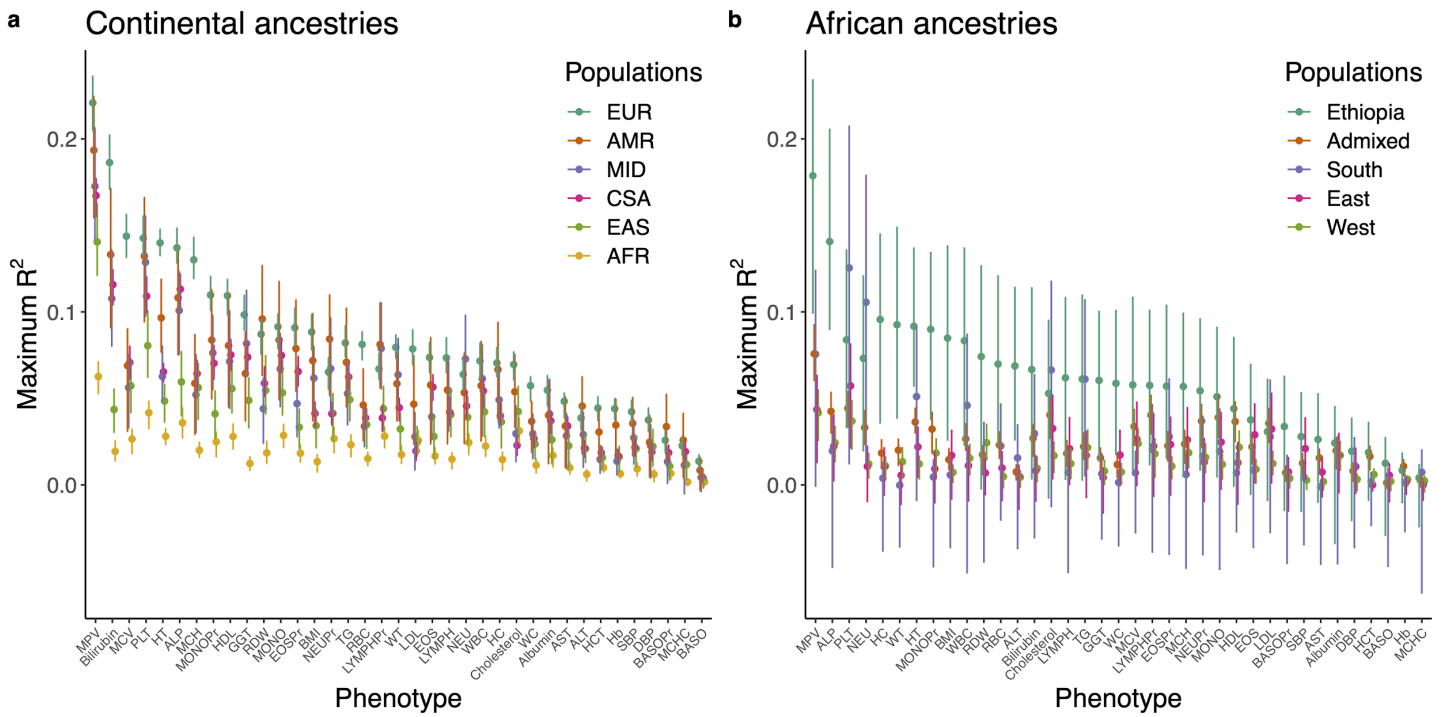 a
Continental ancestries
Populations
EUR
AMR
MID
CSA
EAS
AFR
Maximum R²
0.2
0.1
0.0
MPV
Bilirubin
MCV
PLT
HT
ALP
MCH
MONOPr
HDL
GGT
RDW
MONO
EOSPr
BMI
NEUPr
TG
RBC
LYMPHPr
WT
LDL
EOS
LYMPH
NEU
WBC
HC
Cholesterol
WC
Albumin
AST
ALT
HCT
Hb
SBP
DBP
BASOPr
MCHC
BASO
Phenotype
b
African ancestries
Populations
Ethiopia
Admixed
South
East
West
Maximum R²
0.2
0.1
0.0
MPV
ALP
PLT
NEU
HC
WT
HT
MONOPr
BMI
WBC
RDW
RBC
ALT
Bilirubin
Cholesterol
LYMPH
TG
GGT
WC
MCV
LYMPHPr
EOSPr
MCH
NEUPr
MONO
HDL
EOS
LDL
BASOPr
SBP
AST
Albumin
DBP
HCT
BASO
Hb
MCHC
Phenotype